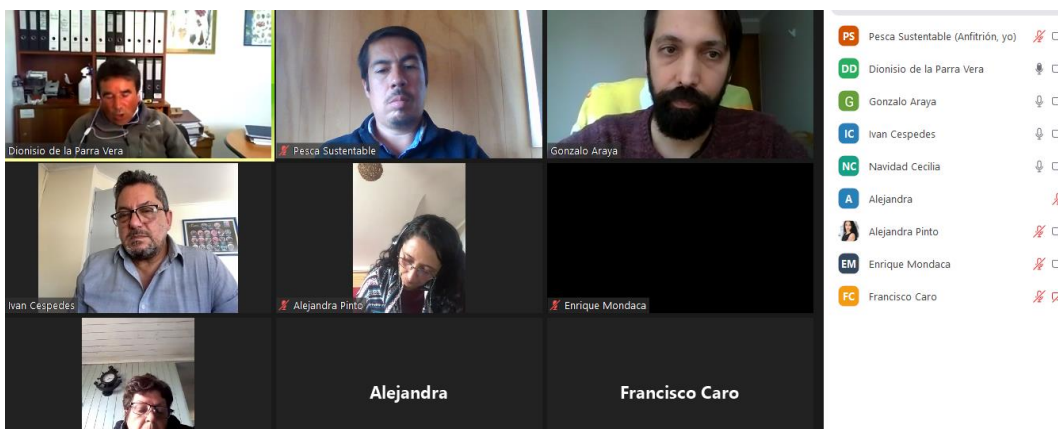 Dionisio de la Parra Vera
Pesca Sustentable
Gonzalo Araya
Ivan Cespedes
Alejandra Pinto
Enrique Mondaca
Alejandra
Francisco Caro
PS Pesca Sustentable (Anfitrión, yo)
DD Dionisio de la Parra Vera
G Gonzalo Araya
IC Ivan Cespedes
NC Navidad Cecilia
A Alejandra
Alejandra Pinto
EM Enrique Mondaca
FC Francisco Caro